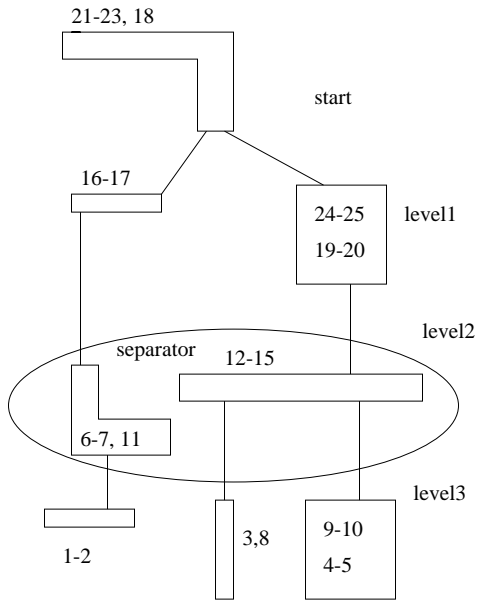 21-23, 18
start
16-17
24-25
19-20
level1
level2
separator
12-15
6-7, 11
level3
1-2
3,8
9-10
4-5